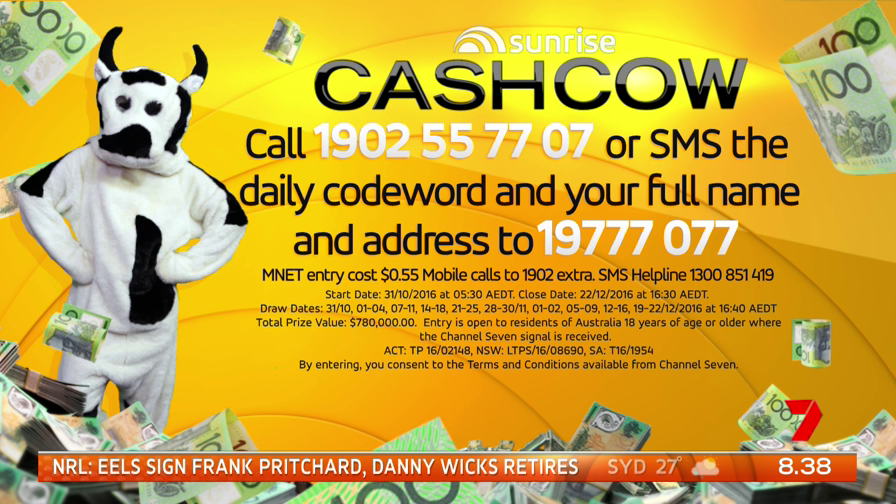 sunrise
CASHCOW
Call 1902 55 77 07 or SMS the
daily codeword and your full name
and address to 19777 077
MNET entry cost $0.55 Mobile calls to 1902 extra. SMS Helpline 1300 851 419
Start Date: 31/10/2016 at 05:30 AEDT. Close Date: 22/12/2016 at 16:30 AEDT.
Draw Dates: 31/10, 01-04, 07-11, 14-18, 21-25, 28-30/11, 01-02, 05-09, 12-16, 19-22/12/2016 at 16:40 AEDT
Total Prize Value: $780,000.00. Entry is open to residents of Australia 18 years of age or older where
the Channel Seven signal is received.
ACT: TP 16/02148, NSW: LTPS/16/08690, SA: T16/1954
By entering, you consent to the Terms and Conditions available from Channel Seven.
100
100
100
7
NRL: EELS SIGN FRANK PRITCHARD, DANNY WICKS RETIRES SYD 27° 8.38